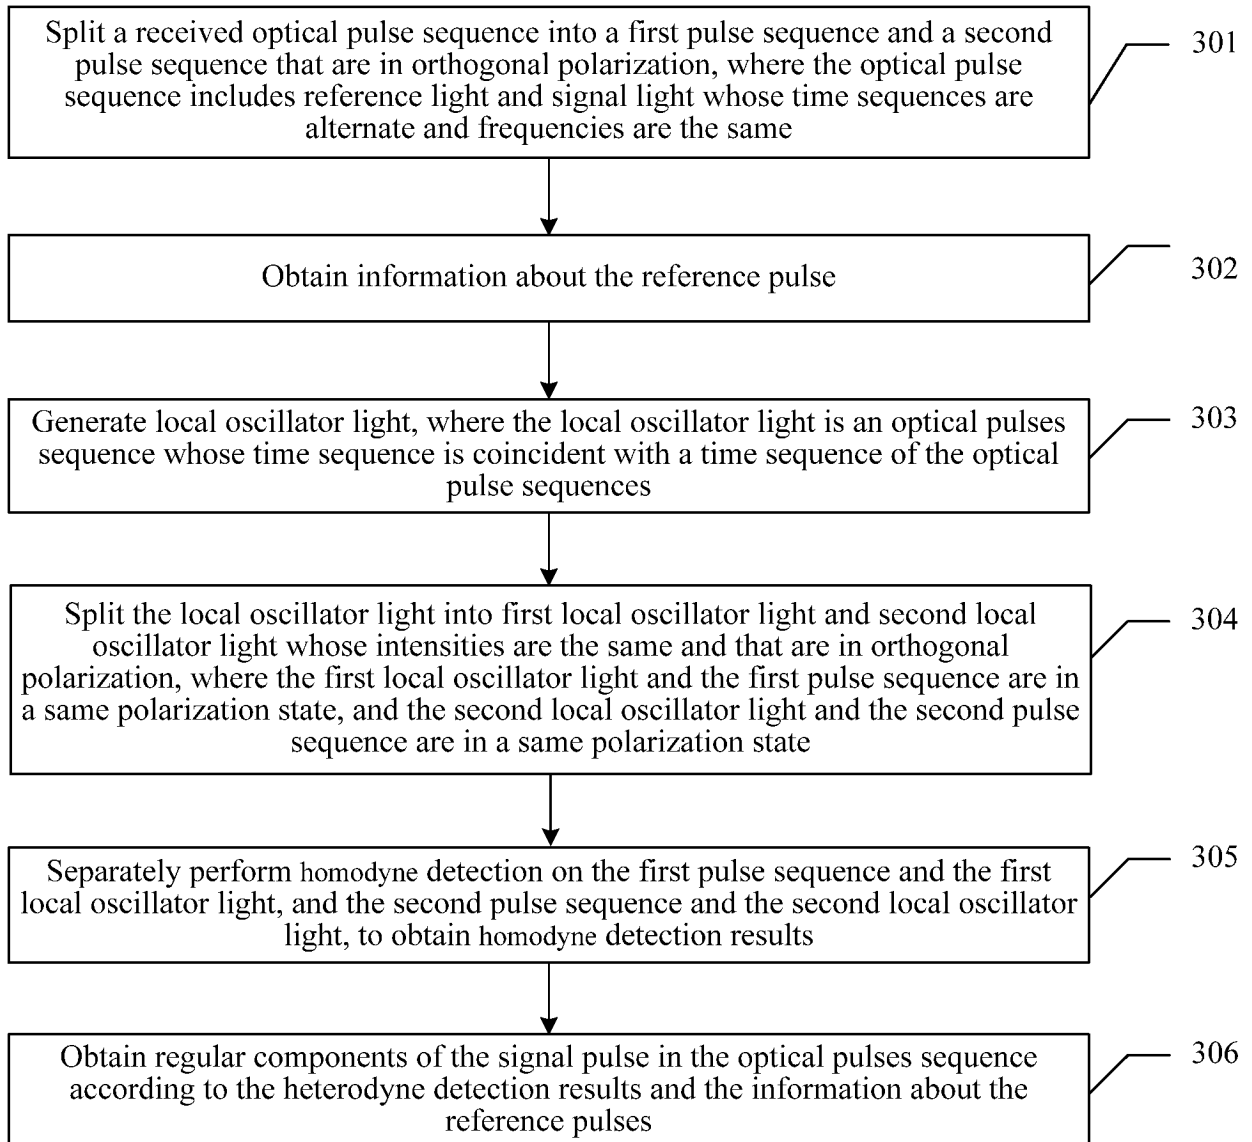 Split a received optical pulse sequence into a first pulse sequence and a second
pulse sequence that are in orthogonal polarization, where the optical pulse
sequence includes reference light and signal light whose time sequences are
alternate and frequencies are the same
301
Obtain information about the reference pulse
302
Generate local oscillator light, where the local oscillator light is an optical pulses
sequence whose time sequence is coincident with a time sequence of the optical
pulse sequences
303
Split the local oscillator light into first local oscillator light and second local
oscillator light whose intensities are the same and that are in orthogonal
polarization, where the first local oscillator light and the first pulse sequence are in
a same polarization state, and the second local oscillator light and the second pulse
sequence are in a same polarization state
304
Separately perform homodyne detection on the first pulse sequence and the first
local oscillator light, and the second pulse sequence and the second local oscillator
light, to obtain homodyne detection results
305
Obtain regular components of the signal pulse in the optical pulses sequence
according to the heterodyne detection results and the information about the
reference pulses
306